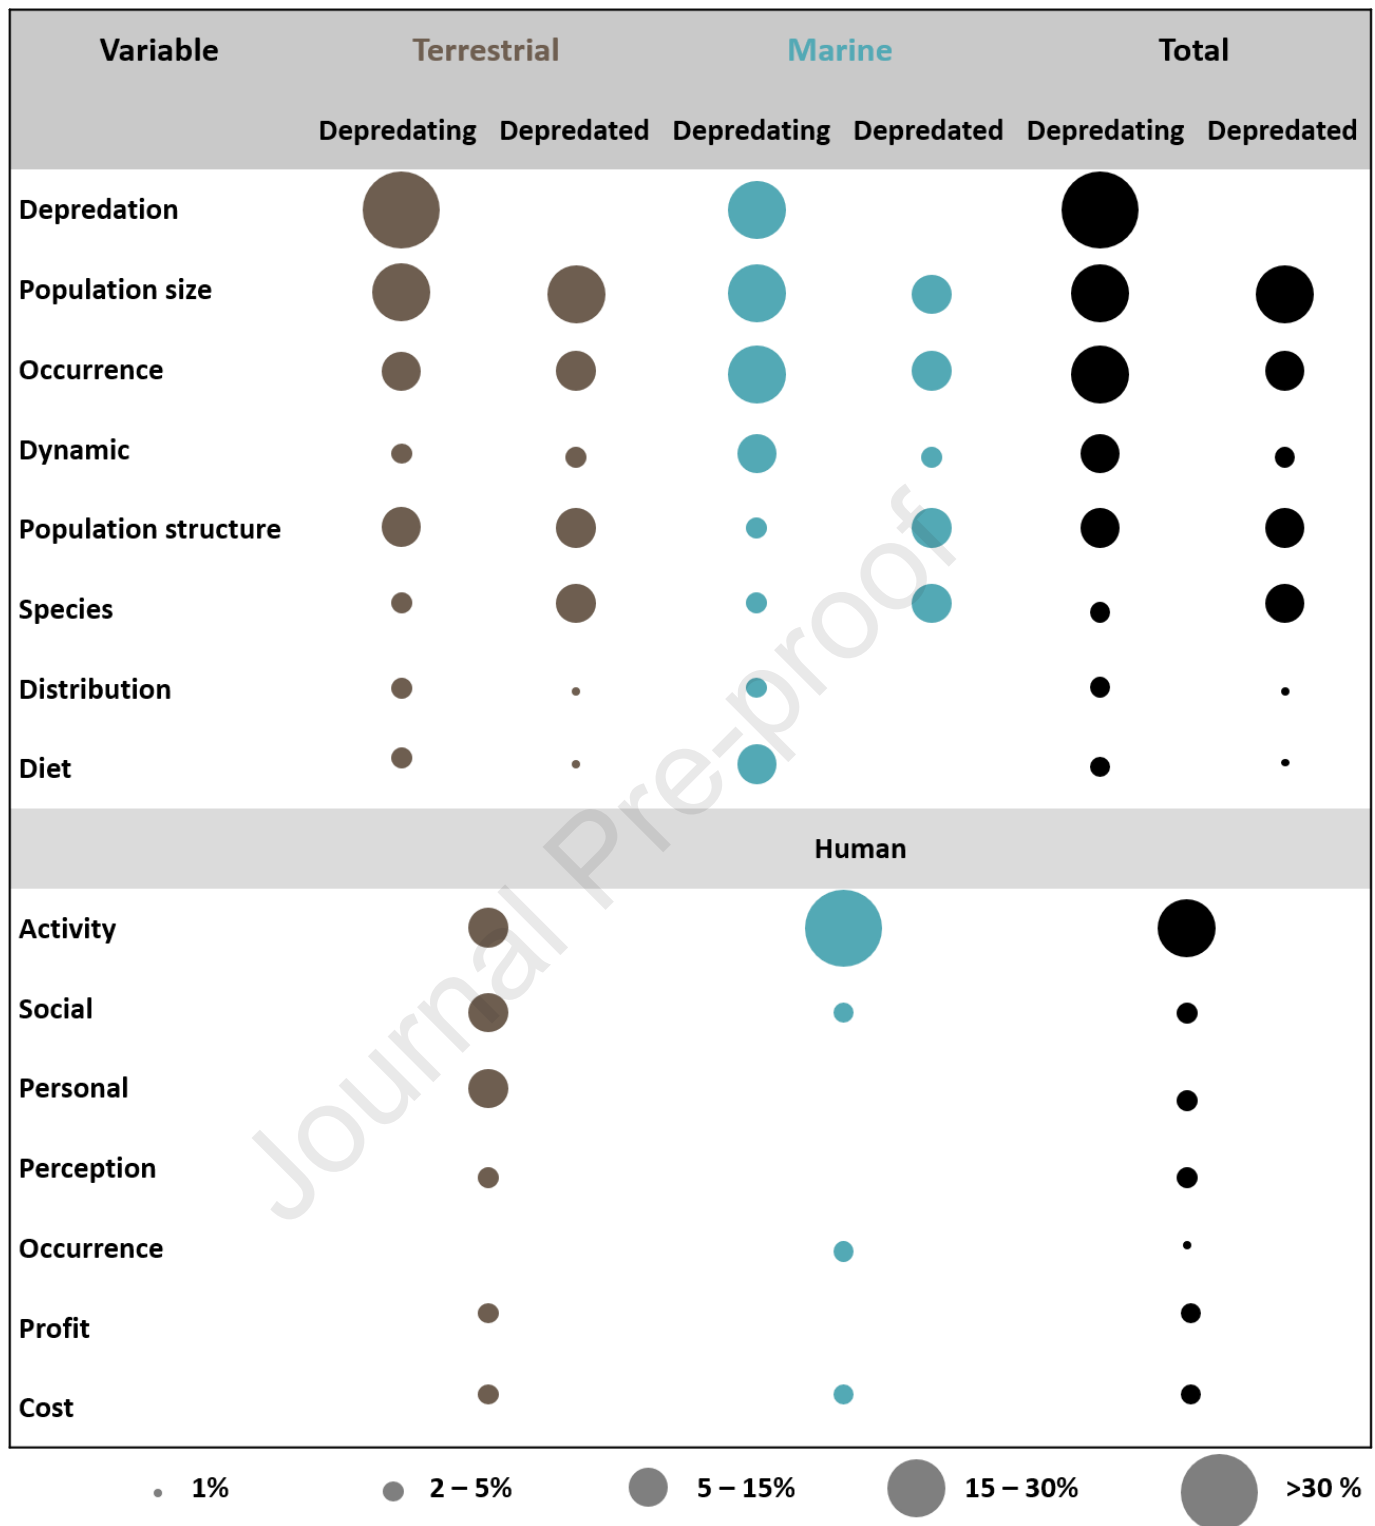 Variable Terrestrial Marine Total
Depredating Depredated Depredating Depredated Depredating Depredated
Depredation
Population size
Occurrence
Dynamic
Population structure
Species
Distribution
Diet
Human
Activity
Social
Personal
Perception
Occurrence
Profit
Cost
1% 2 – 5% 5 – 15% 15 – 30% >30 %
Journal Pre-proof